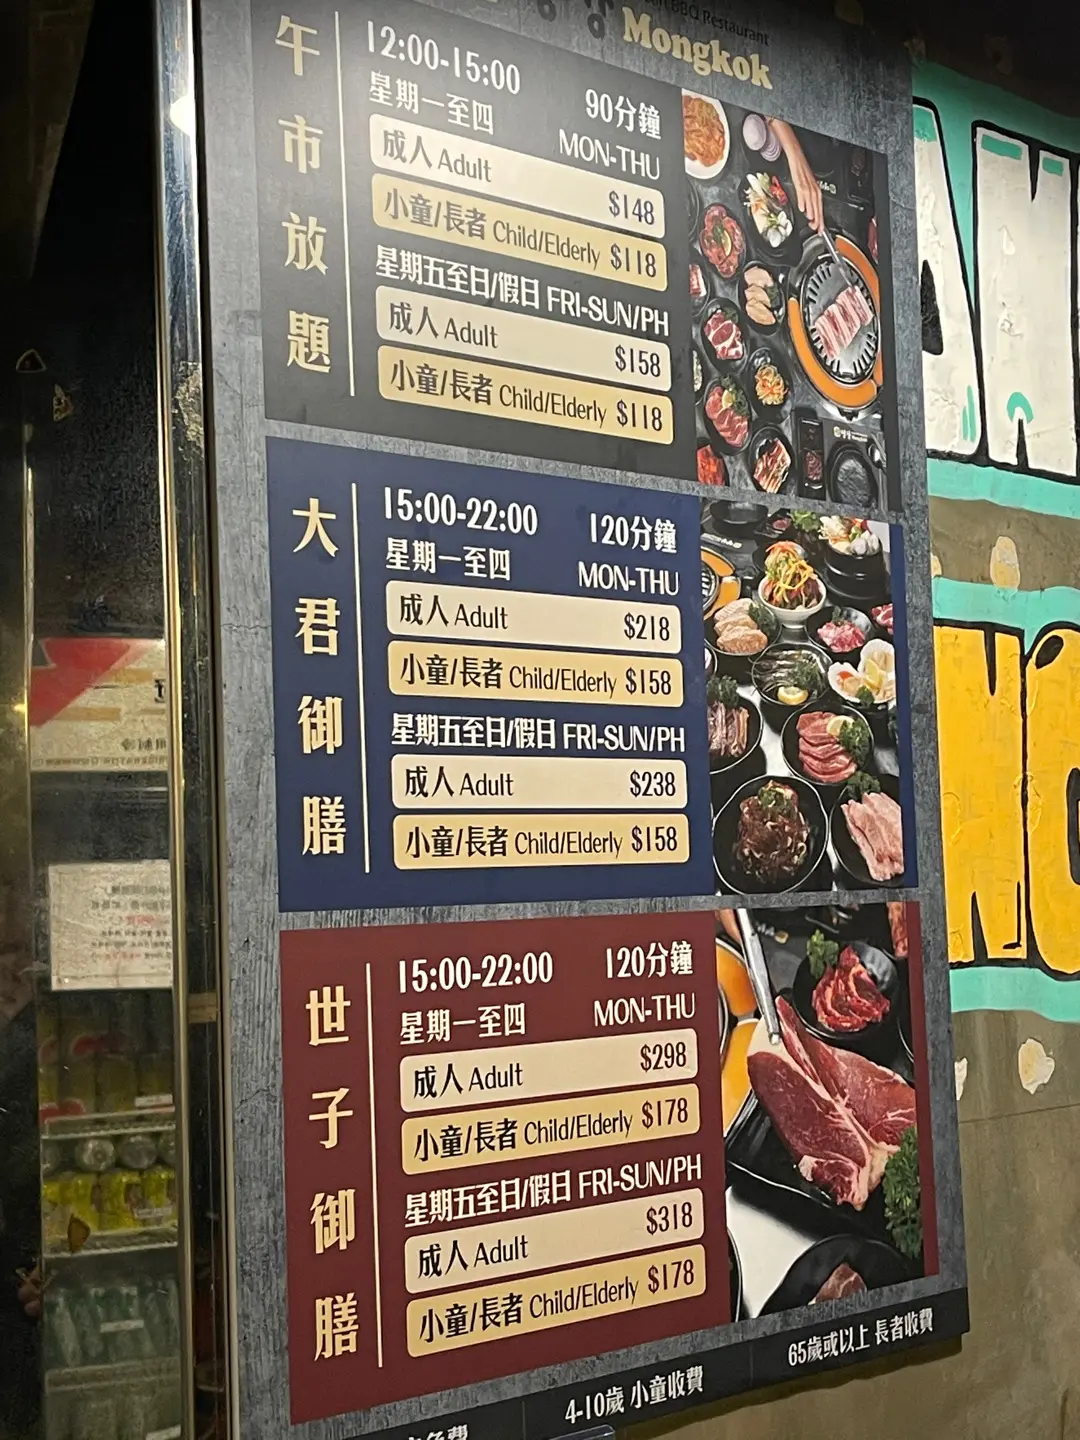 BBQ Restaurant
Mongkok
午市放題
12:00-15:00 90分鐘
星期一至四 MON-THU
成人 Adult $148
小童/長者 Child/Elderly $118
星期五至日/假日 FRI-SUN/PH
成人 Adult $158
小童/長者 Child/Elderly $118
大君御膳
15:00-22:00 120分鐘
星期一至四 MON-THU
成人 Adult $218
小童/長者 Child/Elderly $158
星期五至日/假日 FRI-SUN/PH
成人 Adult $238
小童/長者 Child/Elderly $158
世子御膳
15:00-22:00 120分鐘
星期一至四 MON-THU
成人 Adult $298
小童/長者 Child/Elderly $178
星期五至日/假日 FRI-SUN/PH
成人 Adult $318
小童/長者 Child/Elderly $178
4-10歲 小童收費
65歲或以上 長者收費